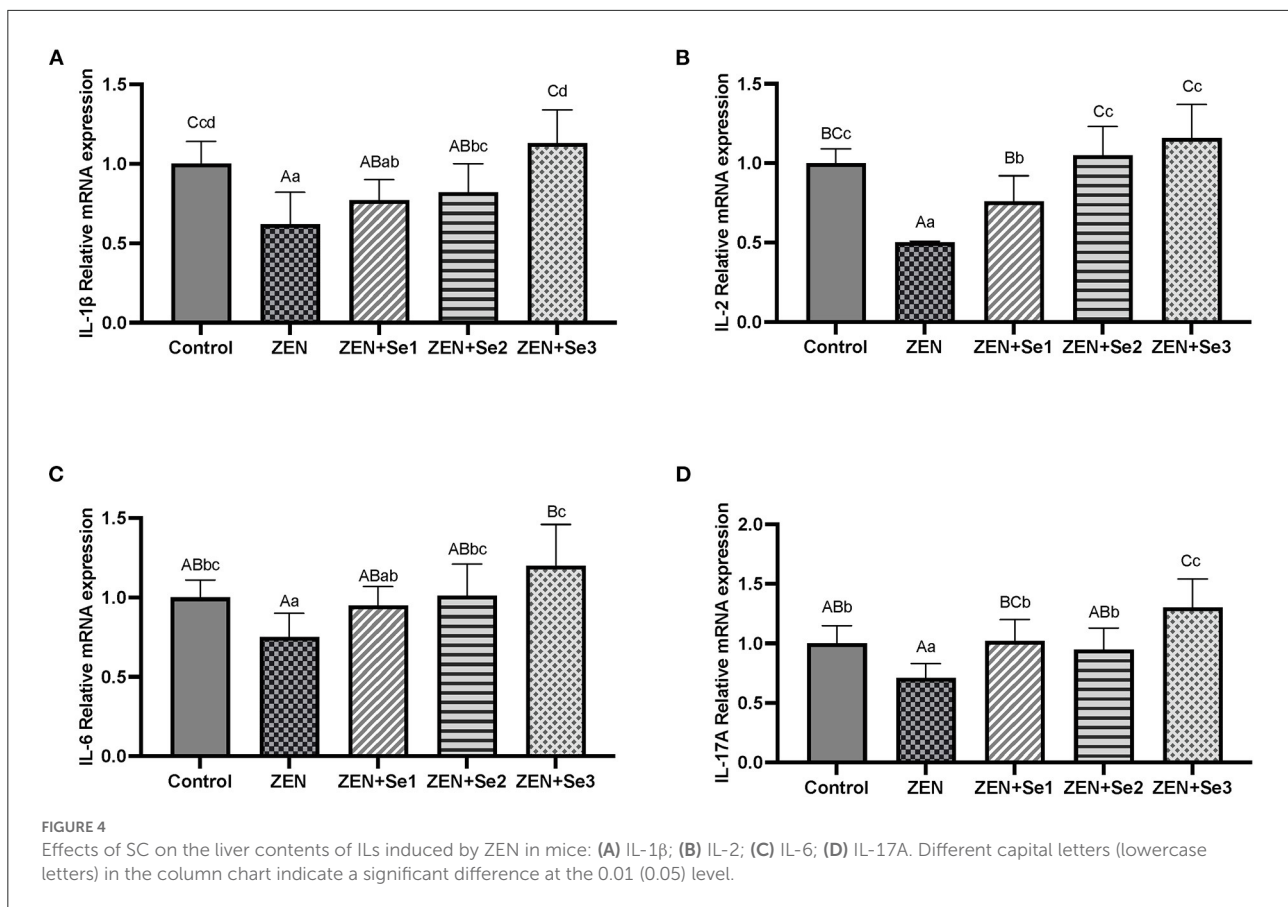 A
IL-1β Relative mRNA expression
1.5
1.0
0.5
0.0
Ccd
Aa
ABab
ABbc
Cd
Control ZEN ZEN+Se1 ZEN+Se2 ZEN+Se3
B
IL-2 Relative mRNA expression
1.5
1.0
0.5
0.0
BCc
Aa
Bb
Cc
Cc
Control ZEN ZEN+Se1 ZEN+Se2 ZEN+Se3
C
IL-6 Relative mRNA expression
1.5
1.0
0.5
0.0
ABbc
Aa
ABab
ABbc
Bc
Control ZEN ZEN+Se1 ZEN+Se2 ZEN+Se3
D
IL-17A Relative mRNA expression
2.0
1.5
1.0
0.5
0.0
ABb
Aa
BCb
ABb
Cc
Control ZEN ZEN+Se1 ZEN+Se2 ZEN+Se3
FIGURE 4
Effects of SC on the liver contents of ILs induced by ZEN in mice: (A) IL-1β; (B) IL-2; (C) IL-6; (D) IL-17A. Different capital letters (lowercase
letters) in the column chart indicate a significant difference at the 0.01 (0.05) level.